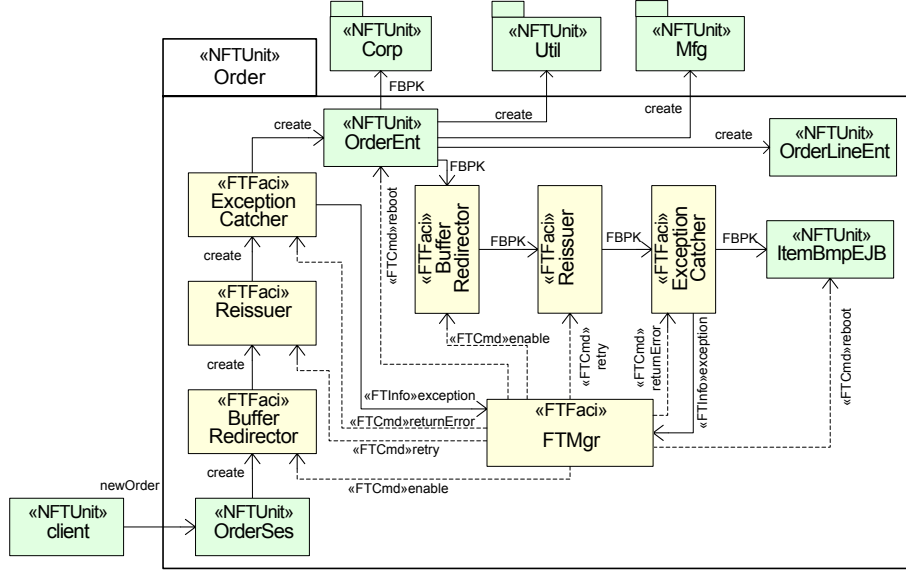 «NFTUnit»
Corp
«NFTUnit»
Util
«NFTUnit»
Mfg
«NFTUnit»
Order
FBPK
create
create
create
«NFTUnit»
OrderEnt
create
«NFTUnit»
OrderLineEnt
FBPK
«FTFaci»
Exception
Catcher
«FTCmd»reboot
«FTFaci»
Buffer
Redirector
FBPK
«FTFaci»
Reissuer
FBPK
«FTFaci»
Exception
Catcher
FBPK
«NFTUnit»
ItemBmpEJB
create
«FTFaci»
Reissuer
«FTCmd»enable
«FTCmd»
retry
«FTCmd»
returnError
«FTInfo»exception
«FTCmd»reboot
create
«FTInfo»exception
«FTFaci»
FTMgr
«FTFaci»
Buffer
Redirector
«FTCmd»returnError
«FTCmd»retry
create
«FTCmd»enable
newOrder
«NFTUnit»
client
«NFTUnit»
OrderSes